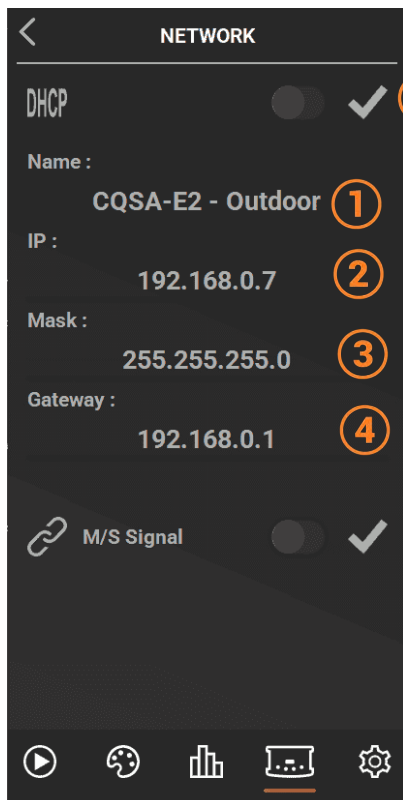 NETWORK
DHCP
Name :
CQSA-E2 - Outdoor 1
IP :
192.168.0.7 2
Mask :
255.255.255.0 3
Gateway :
192.168.0.1 4
M/S Signal